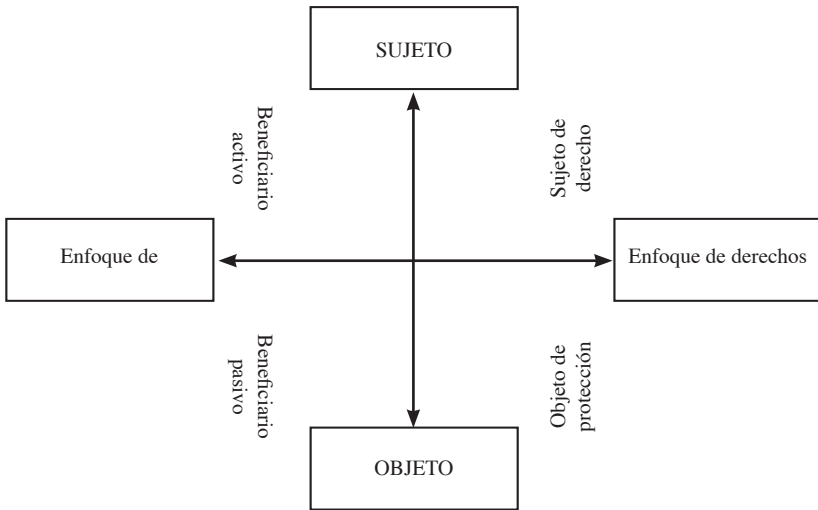 SUJETO
Beneficiario
activo
Sujeto de
derecho
Enfoque de
Enfoque de derechos
Beneficiario
pasivo
Objeto de
protección
OBJETO